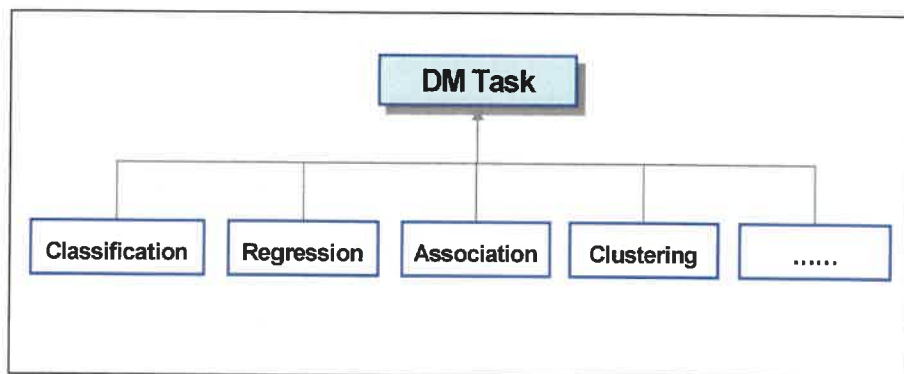 DM Task
Classification
Regression
Association
Clustering
......